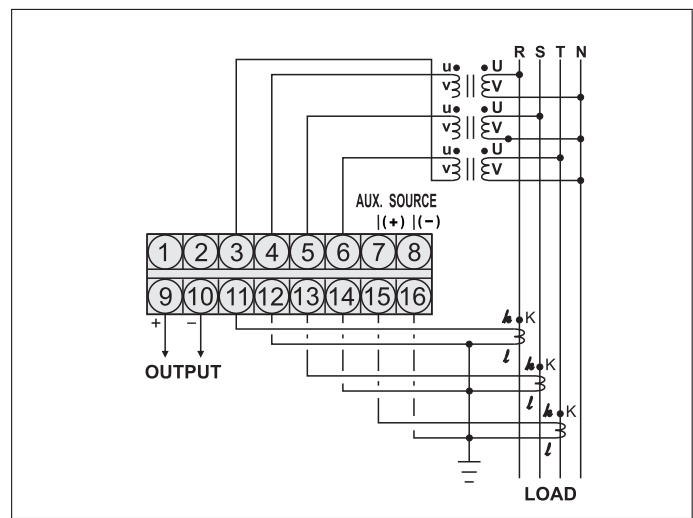 R S T N
u U
v V
u U
v V
u U
v V
AUX. SOURCE
(+) (-)
1 2 3 4 5 6 7 8
9 10 11 12 13 14 15 16
+ -
OUTPUT
k K
l
k K
l
k K
l
LOAD